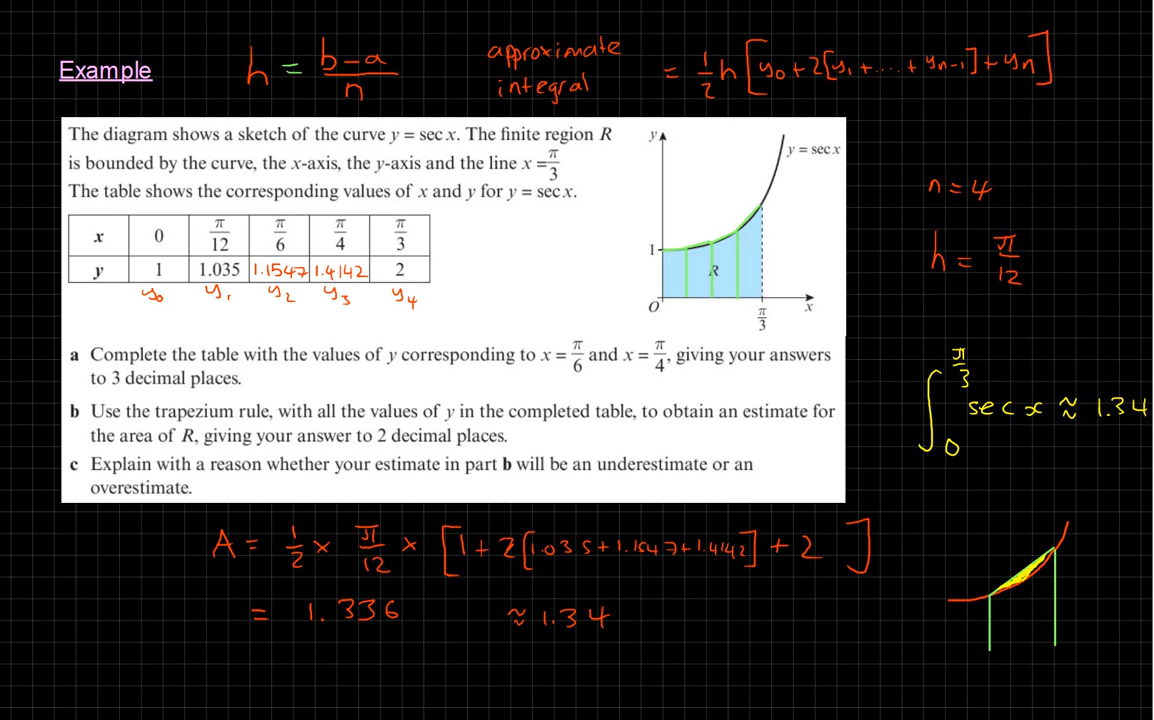 Example
h = b-a/n
approximate integral
= 1/2 h [y₀ + 2[y₁ + .... + yₙ₋₁] + yₙ]
The diagram shows a sketch of the curve y = sec x. The finite region R
is bounded by the curve, the x-axis, the y-axis and the line x = π/3
The table shows the corresponding values of x and y for y = sec x.
x 0 π/12 π/6 π/4 π/3
y 1 1.035 1.1547 1.4142 2
y₀ y₁ y₂ y₃ y₄
y
y = sec x
1
R
O
π/3
x
n = 4
h = π/12
a Complete the table with the values of y corresponding to x = π/6 and x = π/4, giving your answers
to 3 decimal places.
b Use the trapezium rule, with all the values of y in the completed table, to obtain an estimate for
the area of R, giving your answer to 2 decimal places.
c Explain with a reason whether your estimate in part b will be an underestimate or an
overestimate.
∫₀^π/3 sec x ≈ 1.34
A = 1/2 × π/12 × [1 + 2[1.035 + 1.1547 + 1.4142] + 2]
= 1.336 ≈ 1.34